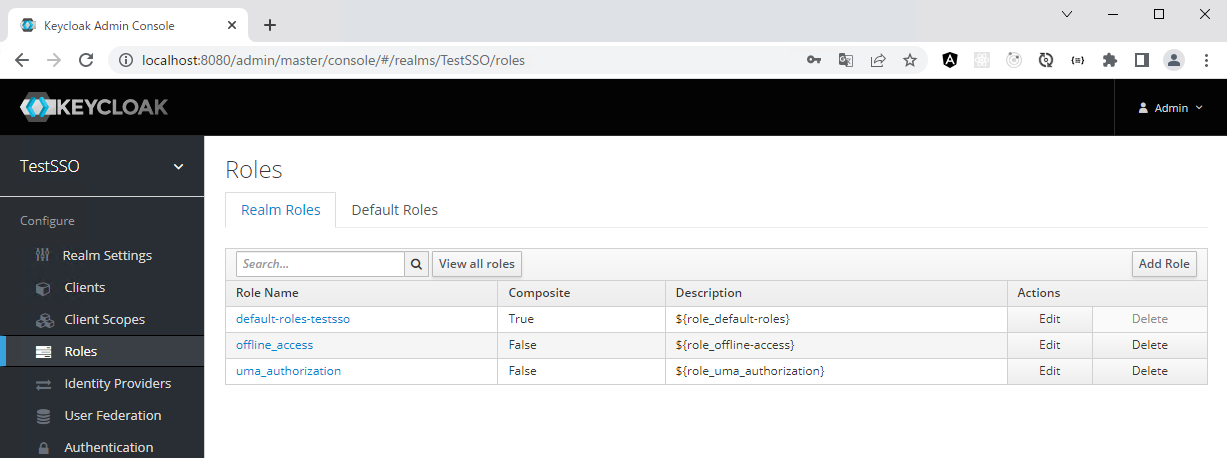 Keycloak Admin Console
localhost:8080/admin/master/console/#/realms/TestSSO/roles
KEYCLOAK
Admin
TestSSO
Roles
Realm Roles Default Roles
Configure
Realm Settings
Clients
Client Scopes
Roles
Identity Providers
User Federation
Authentication
Search... View all roles Add Role
Role Name Composite Description Actions
default-roles-testsso True ${role_default-roles} Edit Delete
offline_access False ${role_offline-access} Edit Delete
uma_authorization False ${role_uma_authorization} Edit Delete